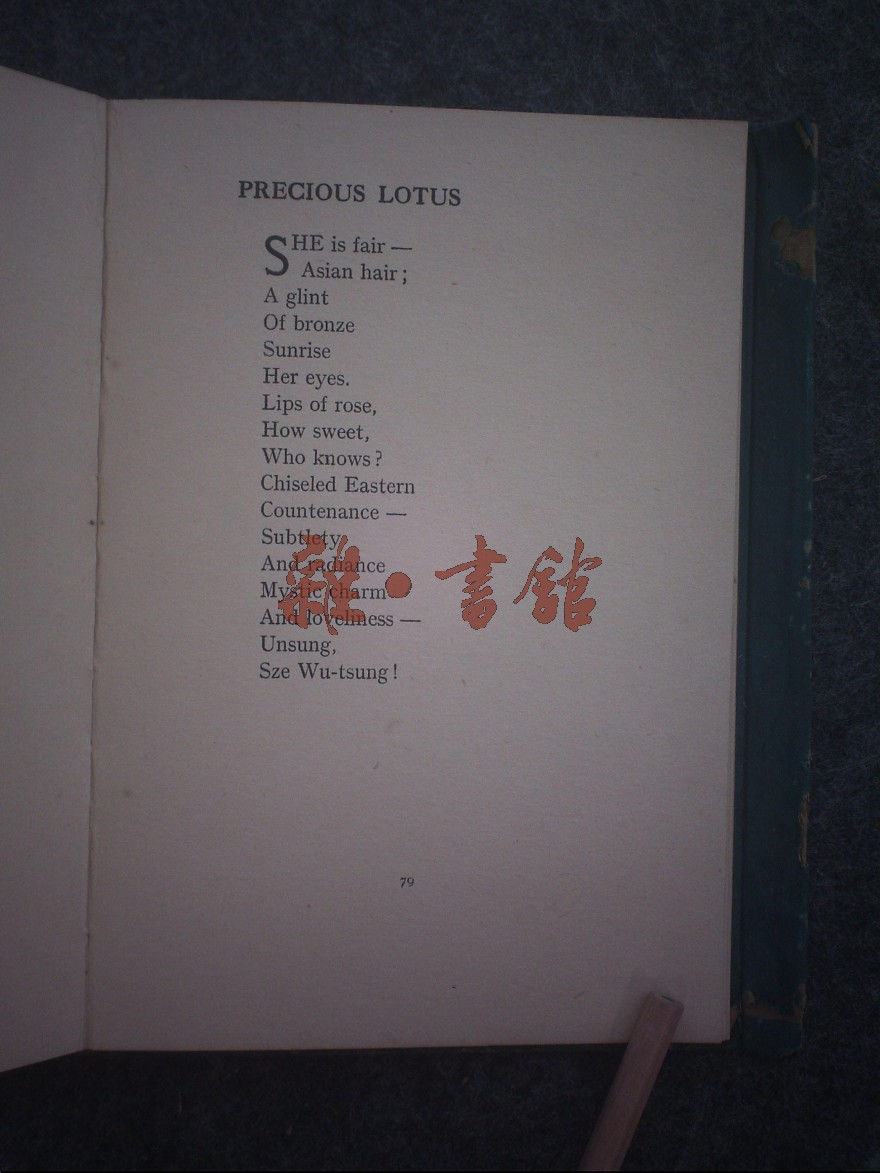 PRECIOUS LOTUS
SHE is fair —
Asian hair;
A glint
Of bronze
Sunrise
Her eyes.
Lips of rose,
How sweet,
Who knows?
Chiseled Eastern
Countenance —
Subtlety
And radiance
Mystic charm
And loveliness —
Unsung,
Sze Wu-tsung!
雜·書館
79